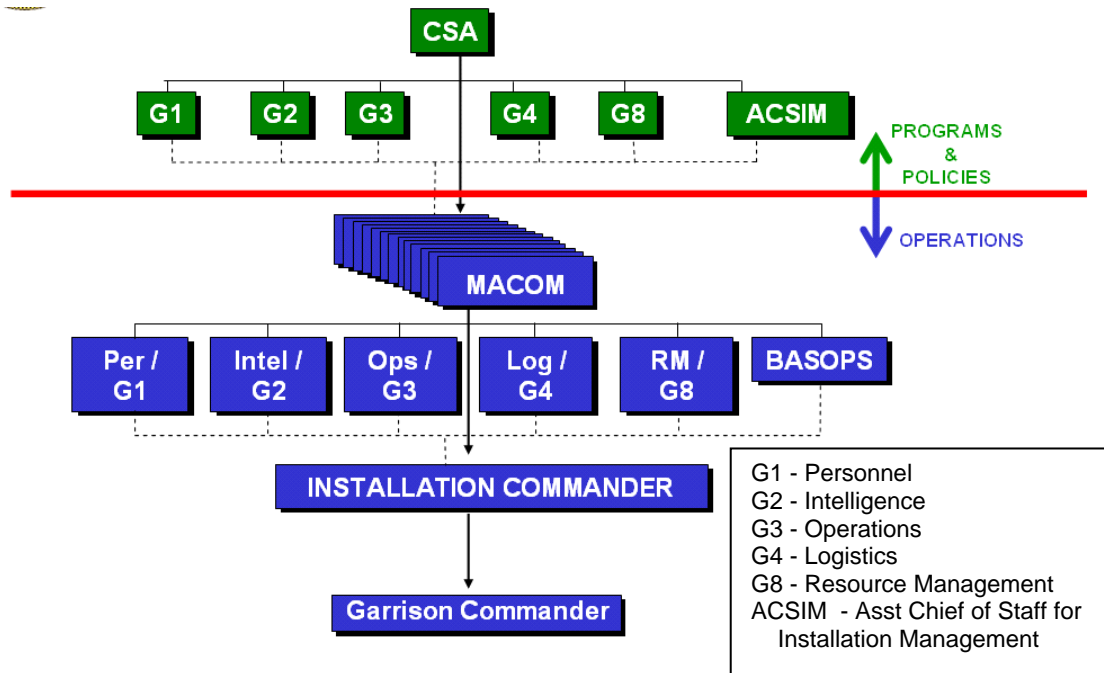 CSA
G1
G2
G3
G4
G8
ACSIM
PROGRAMS
&
POLICIES
OPERATIONS
MACOM
Per /
G1
Intel /
G2
Ops /
G3
Log /
G4
RM /
G8
BASOPS
INSTALLATION COMMANDER
Garrison Commander
G1 - Personnel
G2 - Intelligence
G3 - Operations
G4 - Logistics
G8 - Resource Management
ACSIM - Asst Chief of Staff for
Installation Management